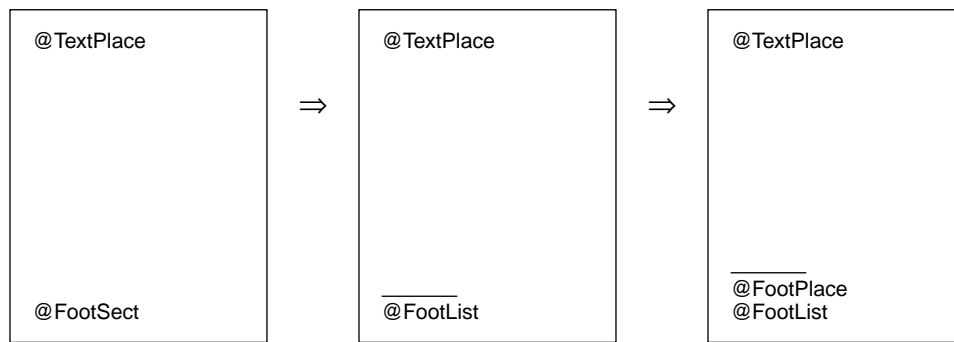 @TextPlace
@FootSect
⇒
@TextPlace
@FootList
⇒
@TextPlace
@FootPlace
@FootList